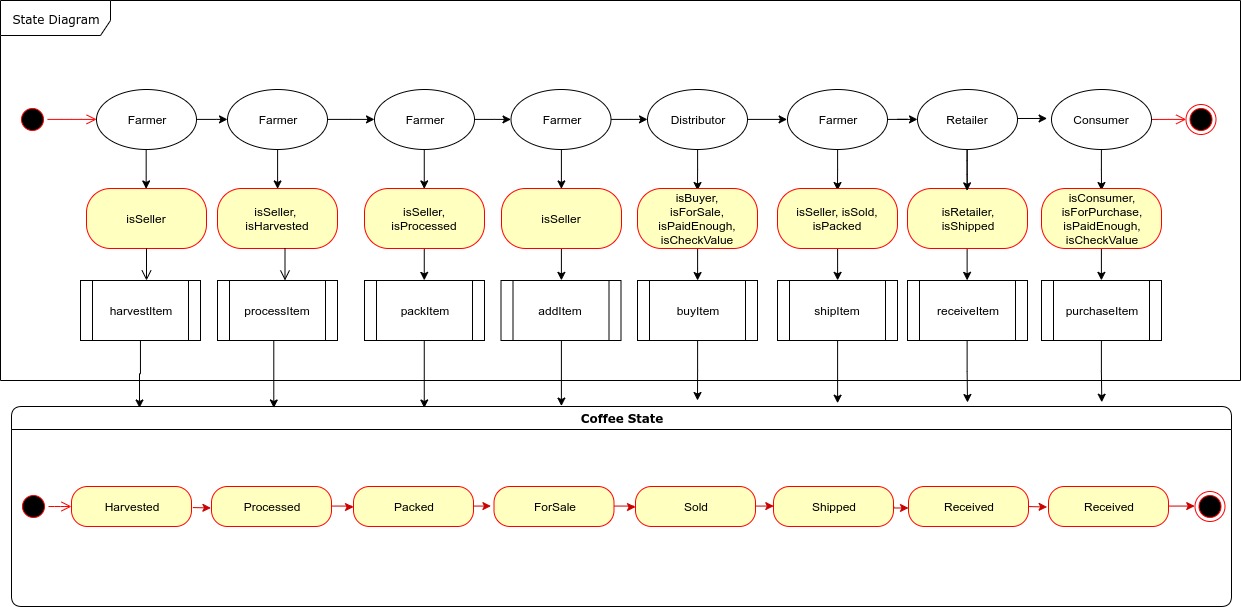 State Diagram
Farmer
Farmer
Farmer
Farmer
Distributor
Farmer
Retailer
Consumer
isSeller
isSeller,
isHarvested
isSeller,
isProcessed
isSeller
isBuyer,
isForSale,
isPaidEnough,
isCheckValue
isSeller, isSold,
isPacked
isRetailer,
isShipped
isConsumer,
isForPurchase,
isPaidEnough,
isCheckValue
harvestItem
processItem
packItem
addItem
buyItem
shipItem
receiveItem
purchaseItem
Coffee State
Harvested
Processed
Packed
ForSale
Sold
Shipped
Received
Received